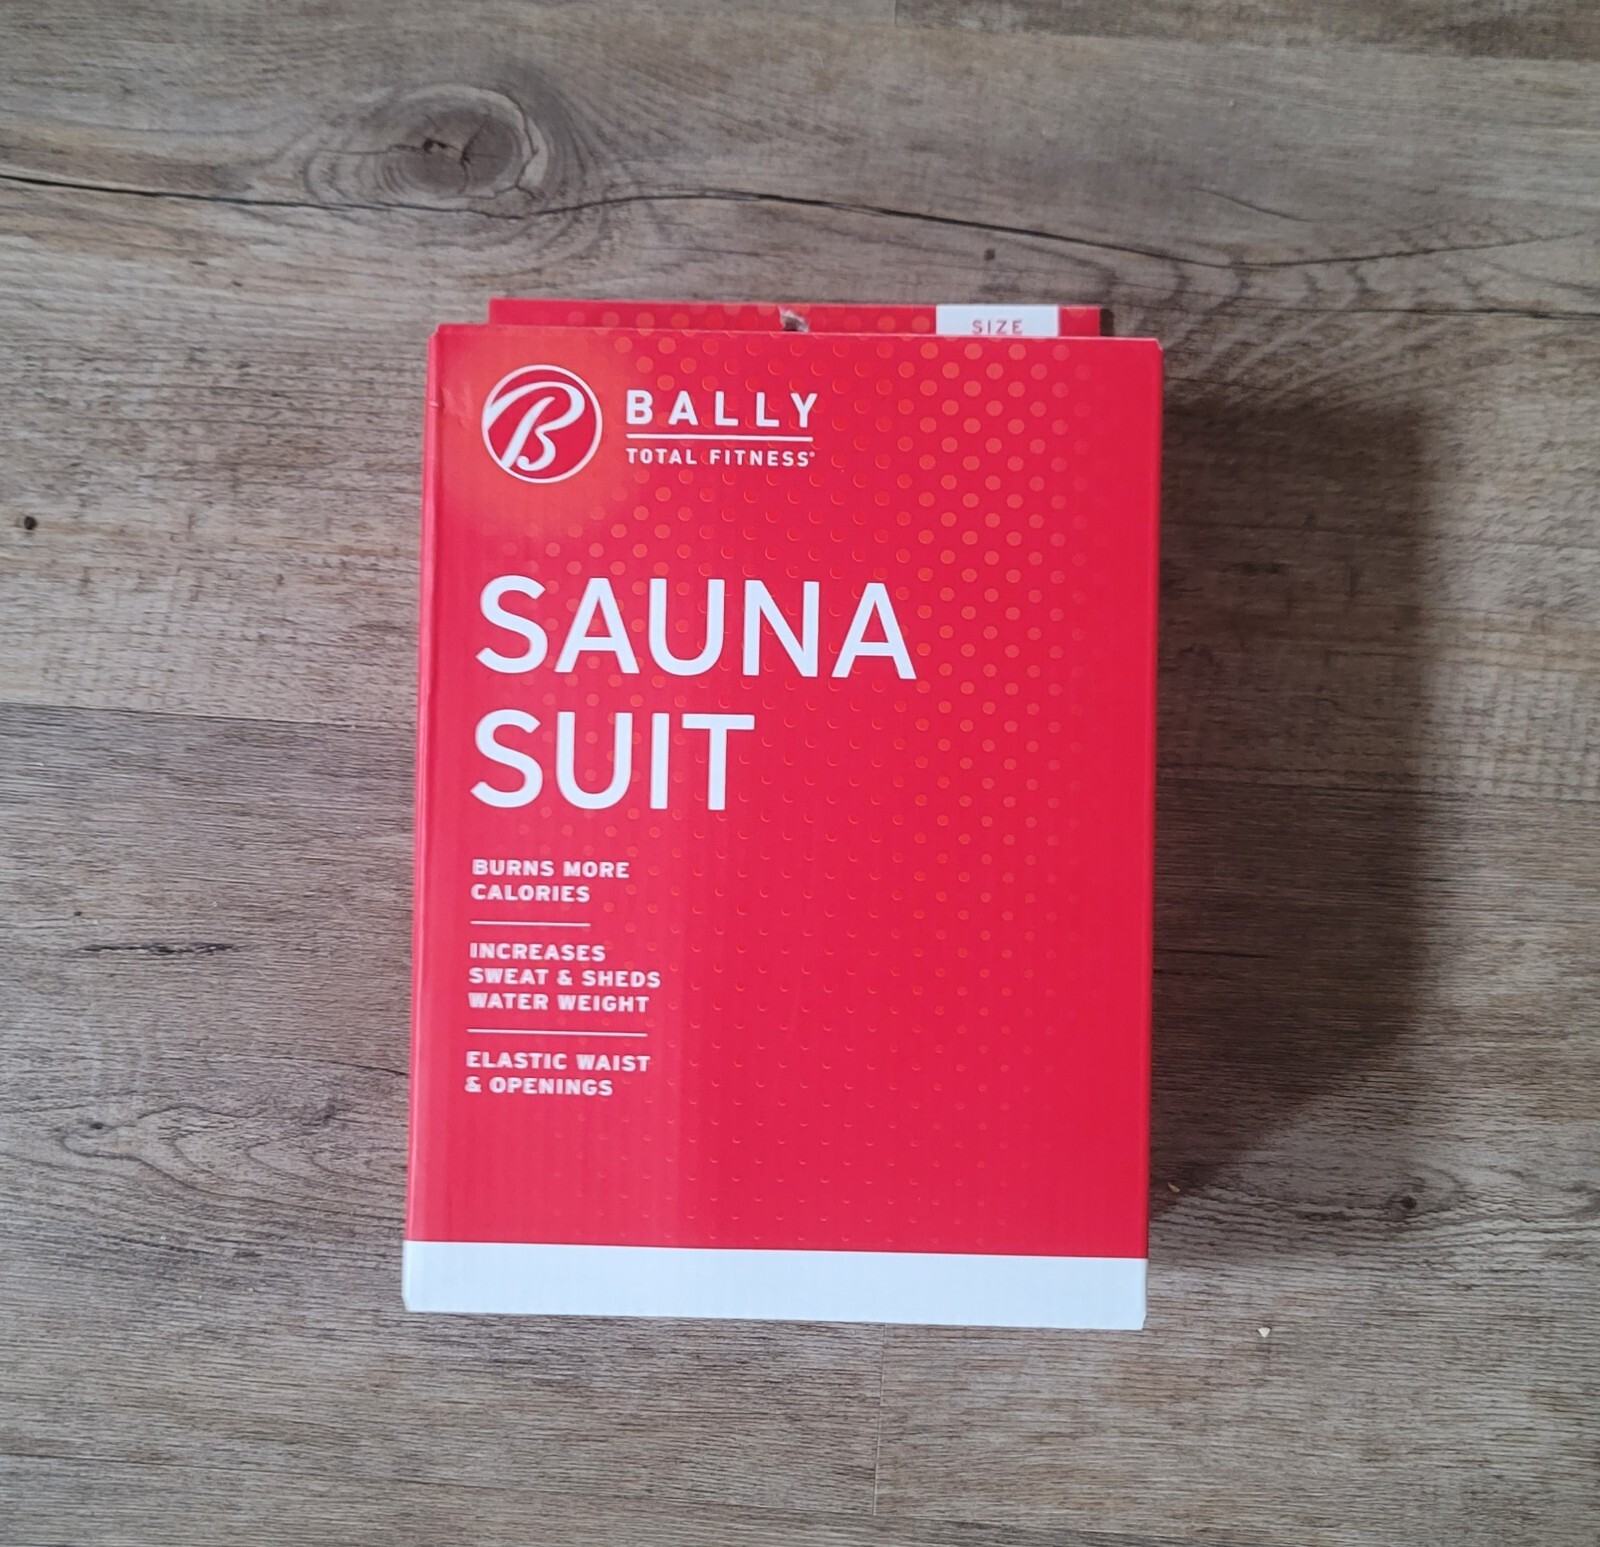 SIZE
B
BALLY
TOTAL FITNESS®
SAUNA
SUIT
BURNS MORE
CALORIES
INCREASES
SWEAT & SHEDS
WATER WEIGHT
ELASTIC WAIST
& OPENINGS